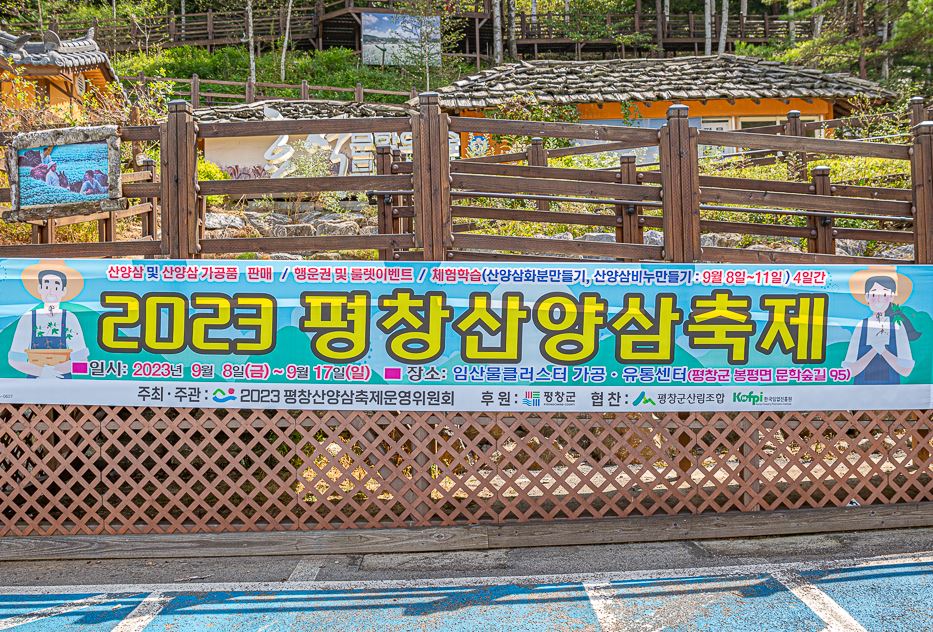 산양삼 및 산양삼 가공품 판매 / 행운권 및 룰렛이벤트 / 체험학습(산양삼화분만들기, 산양삼비누만들기 : 9월 8일~11일 ) 4일간
2023 평창산양삼축제
일시: 2023년 9월 8일(금)~9월 17일(일) 장소: 임산물클러스터 가공·유통센터(평창군 봉평면 문학숲길 95)
주최·주관: 2023 평창산양삼축제운영위원회 후원: 평창군 협찬: 평창군산림조합 Kofpi 한국임업진흥원